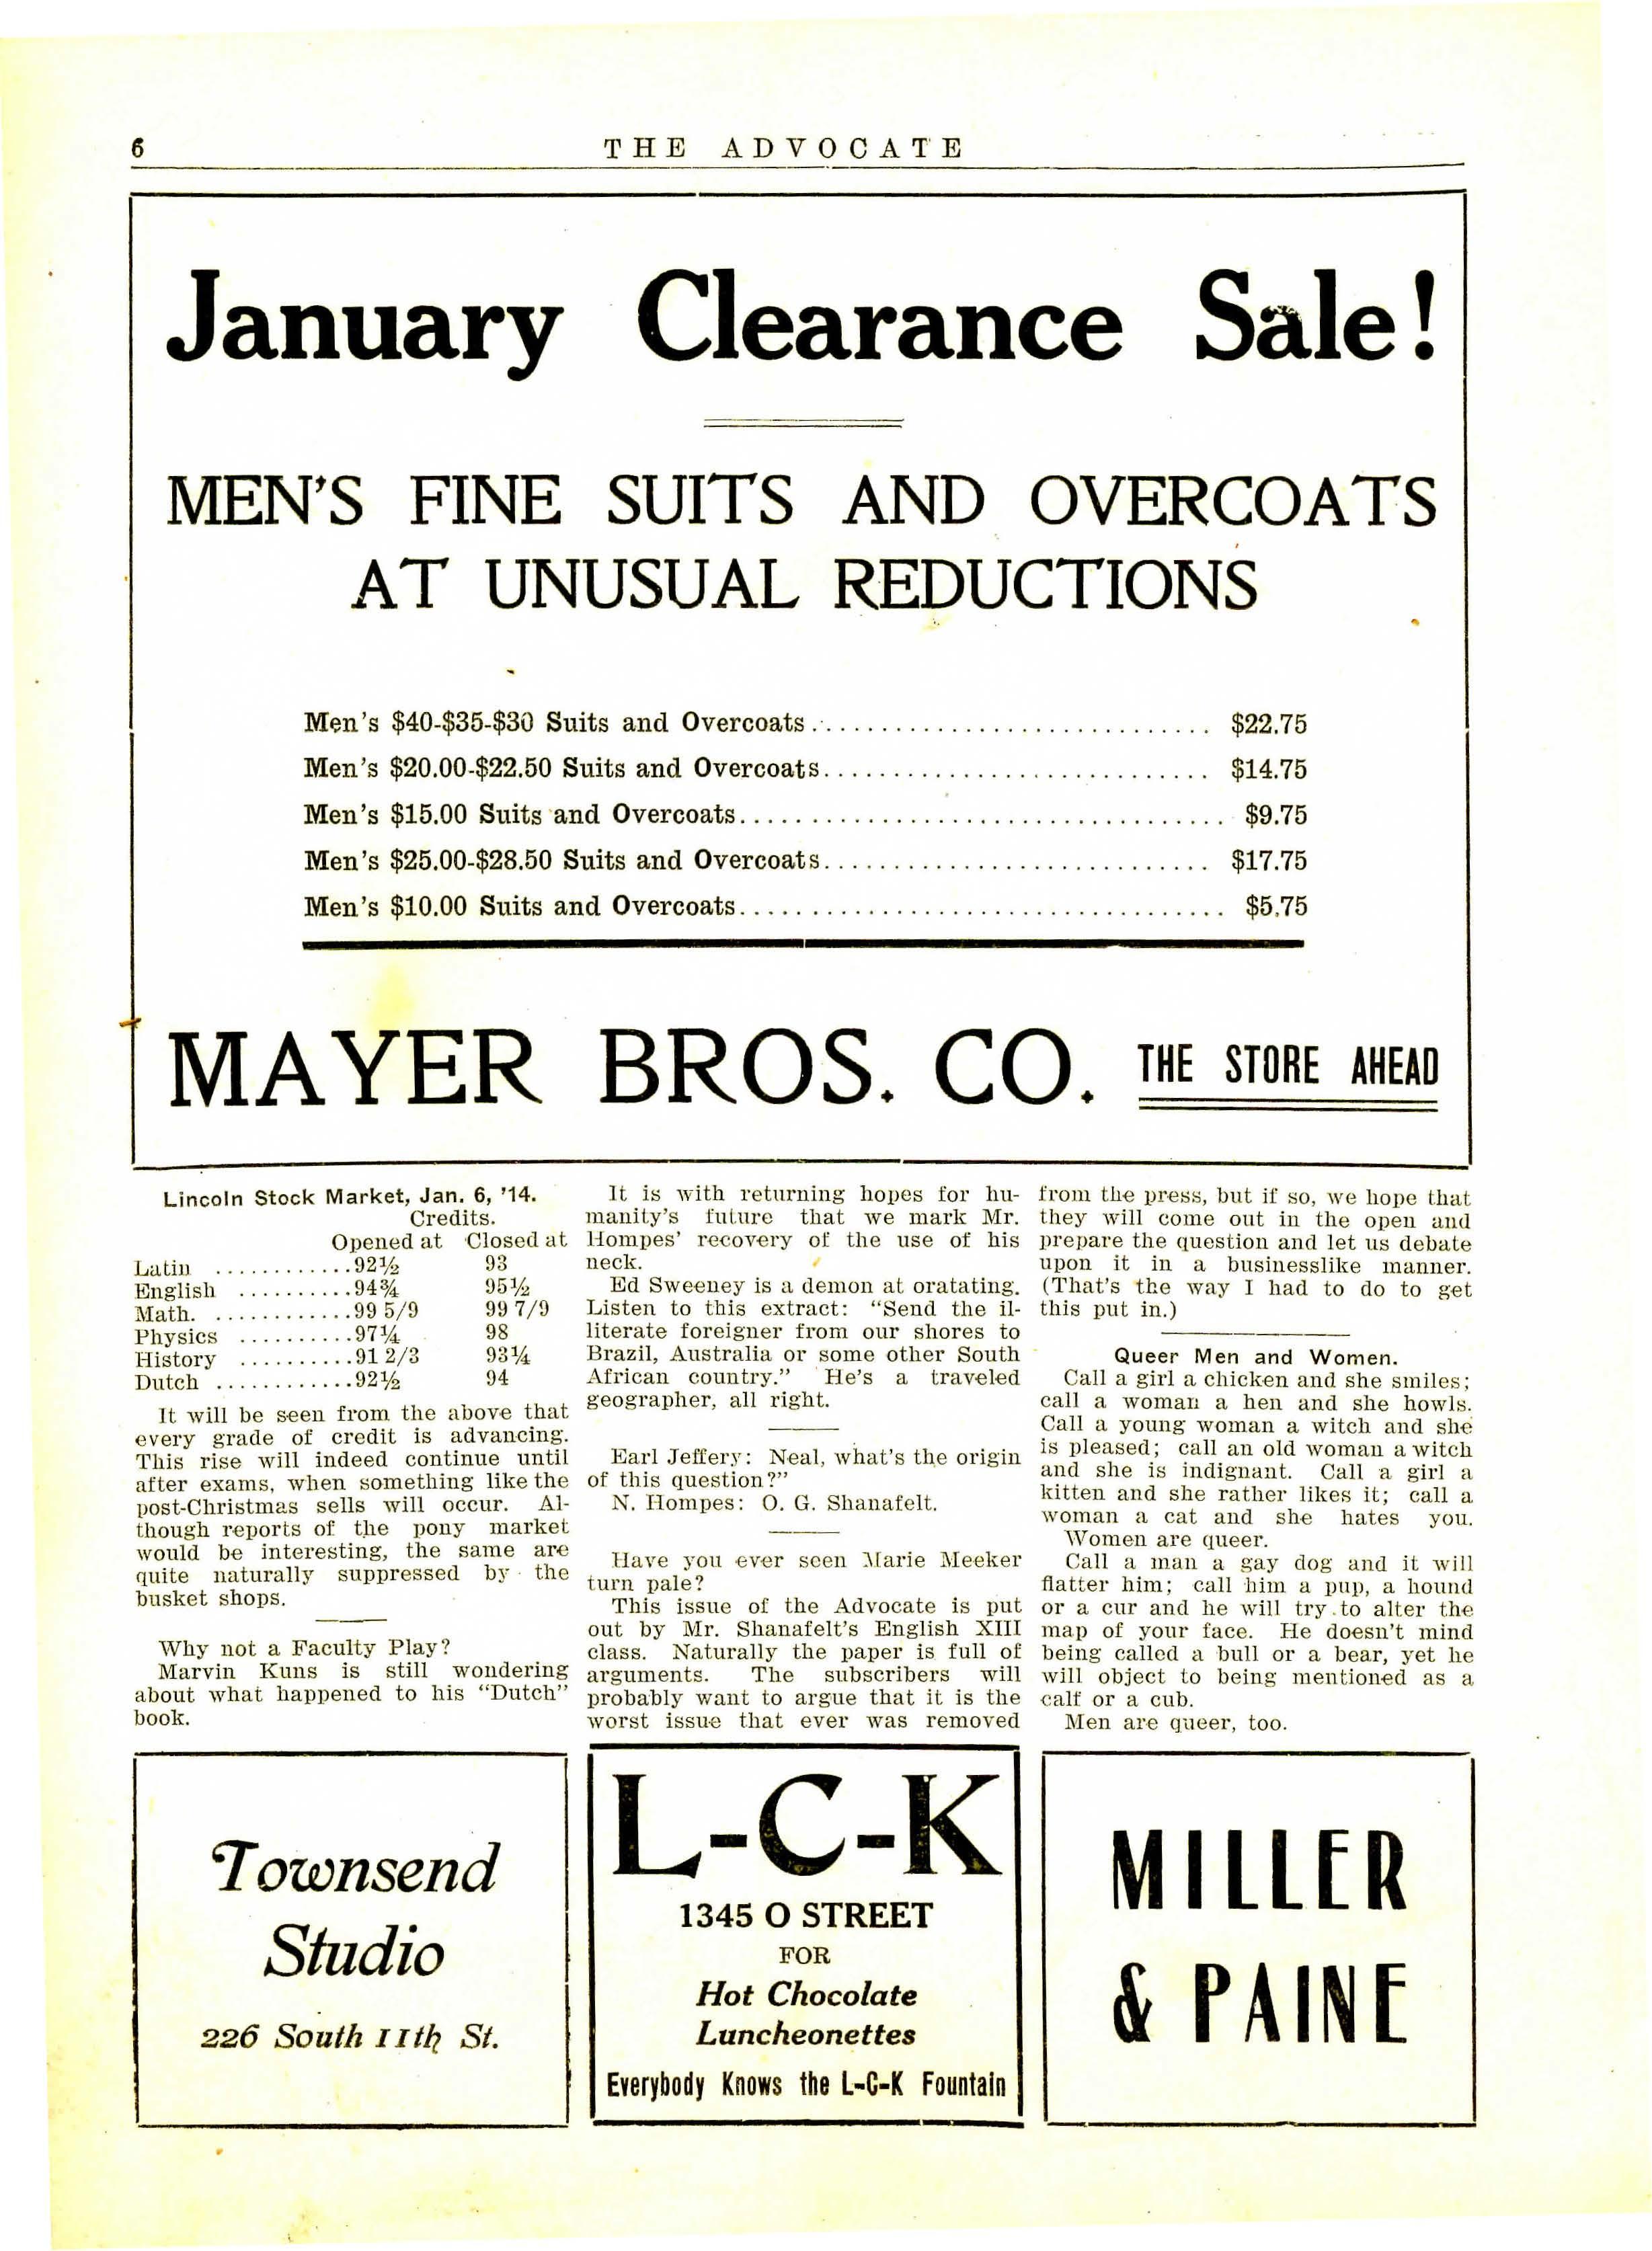 6
THE ADVOCATE
January Clearance Sale!
MEN'S FINE SUITS AND OVERCOATS
AT UNUSUAL REDUCTIONS
Men's $40-$35-$30 Suits and Overcoats............................ $22.75
Men's $20.00-$22.50 Suits and Overcoats............................ $14.75
Men's $15.00 Suits and Overcoats................................... $9.75
Men's $25.00-$28.50 Suits and Overcoats............................ $17.75
Men's $10.00 Suits and Overcoats................................... $5.75
MAYER BROS. CO. THE STORE AHEAD
Lincoln Stock Market, Jan. 6, '14.
Credits.
Opened at Closed at
Latin ............92½ 93
English ..........94¾ 95½
Math. ............99 5/9 99 7/9
Physics ..........97¼ 98
History ..........91 2/3 93¼
Dutch ............92½ 94
It will be seen from the above that
every grade of credit is advancing.
This rise will indeed continue until
after exams, when something like the
post-Christmas sells will occur. Al-
though reports of the pony market
would be interesting, the same are
quite naturally suppressed by the
busket shops.
Why not a Faculty Play?
Marvin Kuns is still wondering
about what happened to his "Dutch"
book.
It is with returning hopes for hu-
manity's future that we mark Mr.
Hompes' recovery of the use of his
neck.
Ed Sweeney is a demon at oratating.
Listen to this extract: "Send the il-
literate foreigner from our shores to
Brazil, Australia or some other South
African country." He's a traveled
geographer, all right.
Earl Jeffery: Neal, what's the origin
of this question?"
N. Hompes: O. G. Shanafelt.
Have you ever seen Marie Meeker
turn pale?
This issue of the Advocate is put
out by Mr. Shanafelt's English XIII
class. Naturally the paper is full of
arguments. The subscribers will
probably want to argue that it is the
worst issue that ever was removed
from the press, but if so, we hope that
they will come out in the open and
prepare the question and let us debate
upon it in a businesslike manner.
(That's the way I had to do to get
this put in.)
Queer Men and Women.
Call a girl a chicken and she smiles;
call a woman a hen and she howls.
Call a young woman a witch and she
is pleased; call an old woman a witch
and she is indignant. Call a girl a
kitten and she rather likes it; call a
woman a cat and she hates you.
Women are queer.
Call a man a gay dog and it will
flatter him; call him a pup, a hound
or a cur and he will try to alter the
map of your face. He doesn't mind
being called a bull or a bear, yet he
will object to being mentioned as a
calf or a cub.
Men are queer, too.
Townsend
Studio
226 South 11th St.
L-C-K
1345 O STREET
FOR
Hot Chocolate
Luncheonettes
Everybody Knows the L-C-K Fountain
MILLER
& PAINE